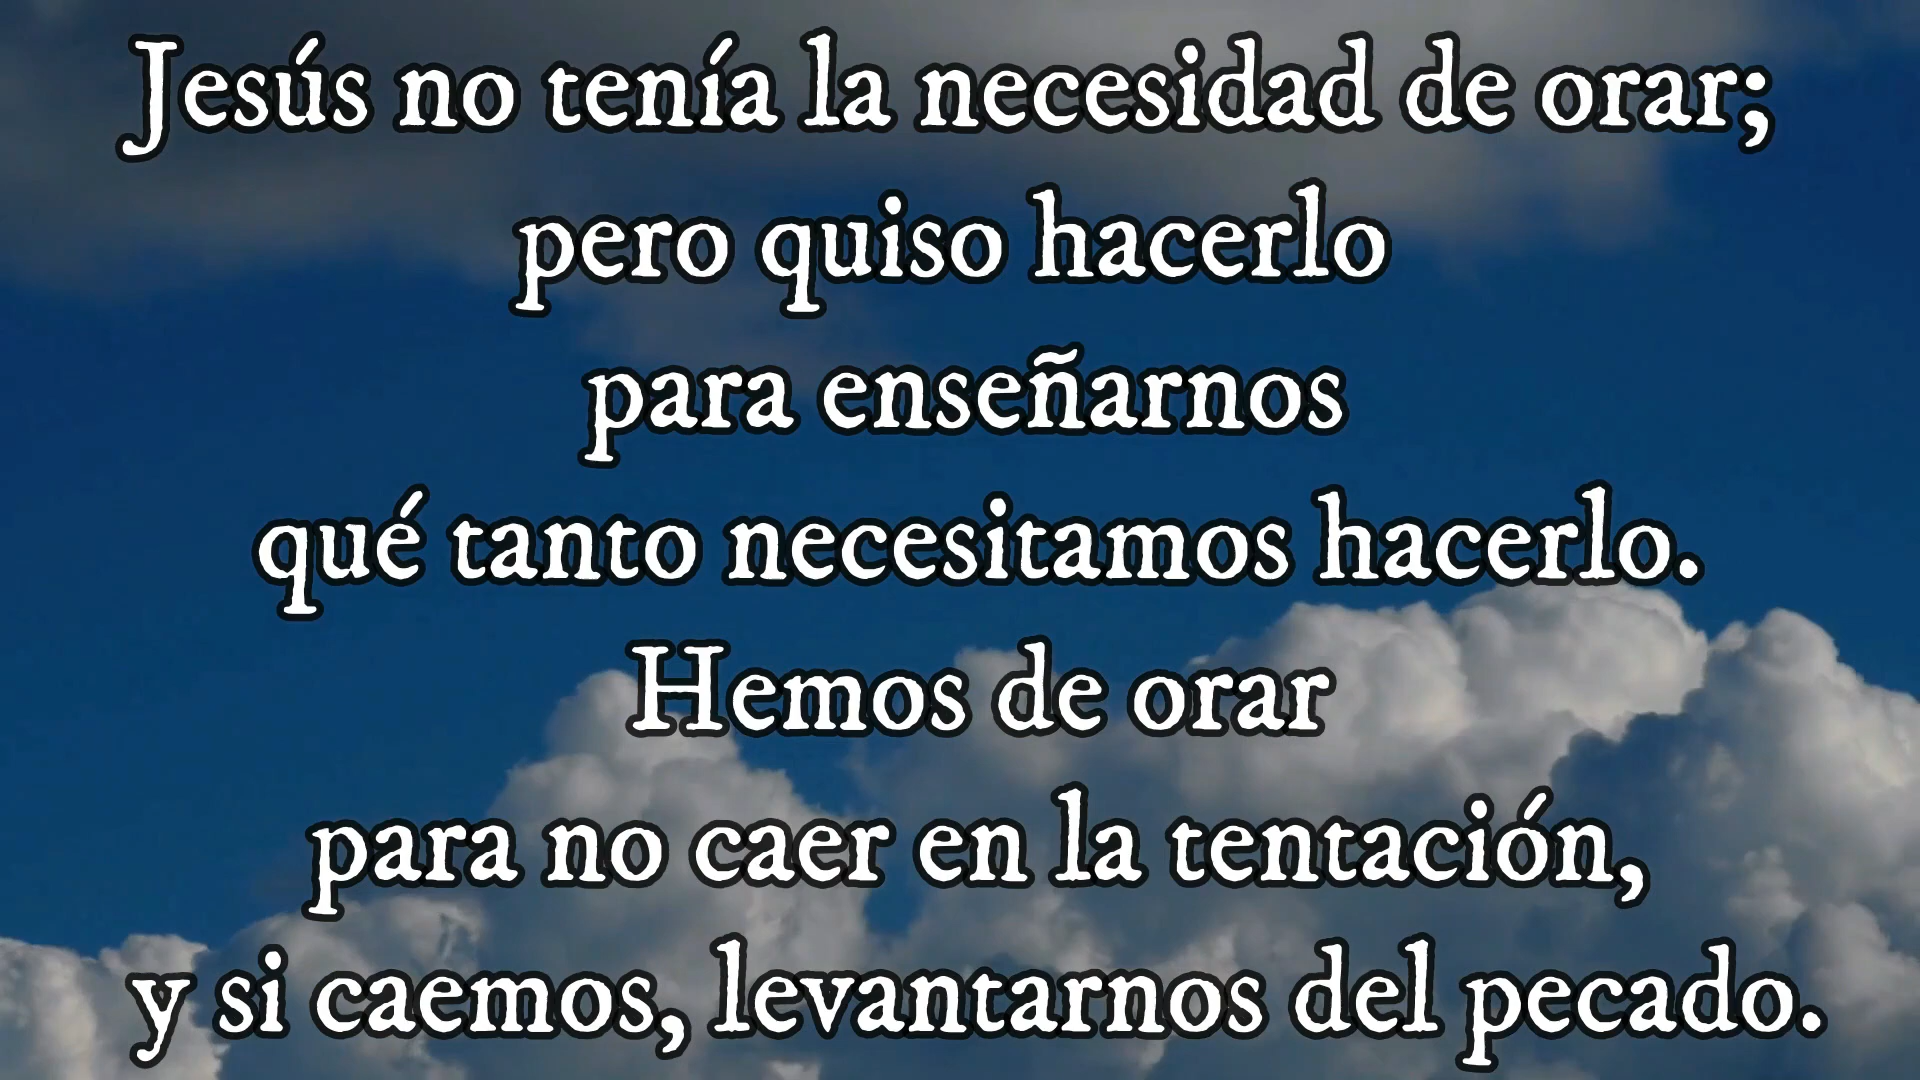 Jesús no tenía la necesidad de orar;
pero quiso hacerlo
para enseñarnos
qué tanto necesitamos hacerlo.
Hemos de orar
para no caer en la tentación,
y si caemos, levantarnos del pecado.